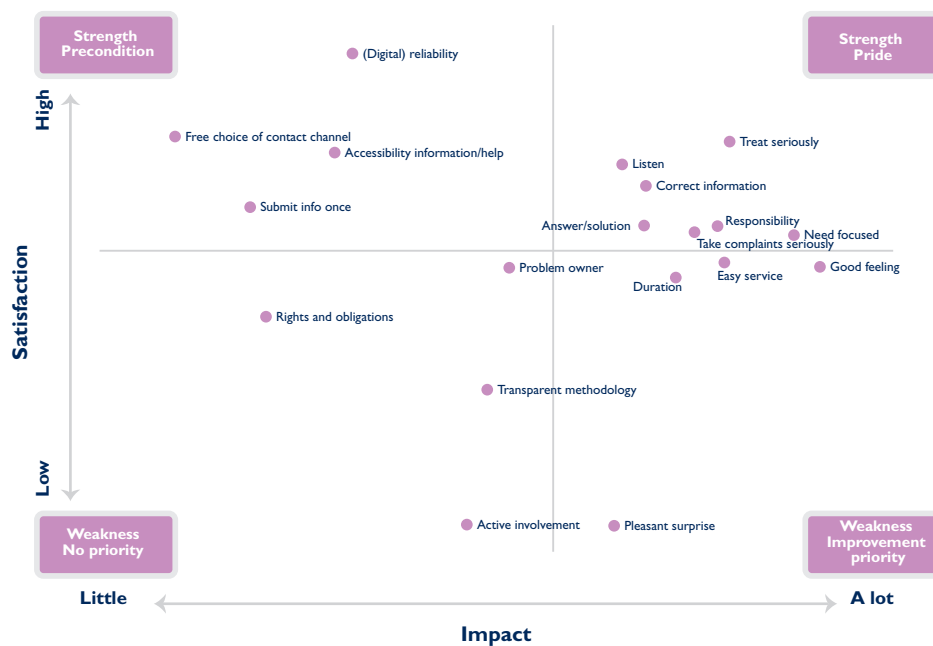 Strength
Precondition
Strength
Pride
(Digital) reliability
High
Free choice of contact channel
Treat seriously
Accessibility information/help
Listen
Correct information
Submit info once
Answer/solution
Responsibility
Need focused
Take complaints seriously
Problem owner
Good feeling
Easy service
Duration
Satisfaction
Rights and obligations
Transparent methodology
Low
Active involvement
Pleasant surprise
Weakness
No priority
Weakness
Improvement
priority
Little
A lot
Impact